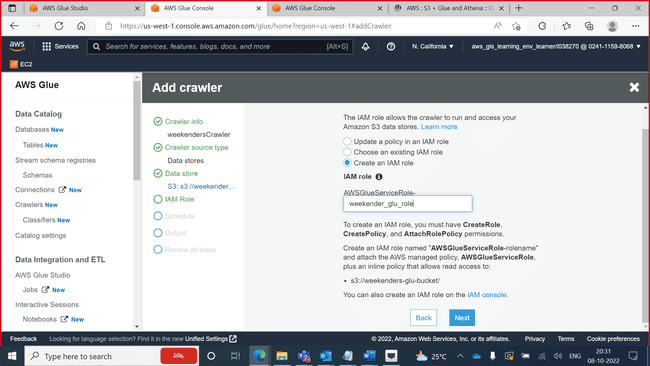 AWS Glue Studio
AWS Glue Console
AWS Glue Console
AWS : S3 + Glue and Athena :: D
https://us-west-1.console.aws.amazon.com/glue/home?region=us-west-1#addCrawler:
aws
Services
Search for services, features, blogs, docs, and more
[Alt+S]
N. California
aws_gls_learning_env_learner/I038270 @ 0241-1159-8068
EC2
AWS Glue
Data Catalog
Databases New
Tables New
Stream schema registries
Schemas
Connections New
Crawlers New
Classifiers New
Catalog settings
Data Integration and ETL
AWS Glue Studio
Jobs New
Interactive Sessions
Notebooks New
Add crawler
Crawler info
weekendersCrawler
Crawler source type
Data stores
Data store
S3: s3://weekender...
IAM Role
Schedule
Output
Review all steps
The IAM role allows the crawler to run and access your
Amazon S3 data stores. Learn more
Update a policy in an IAM role
Choose an existing IAM role
Create an IAM role
IAM role
AWSGlueServiceRole-
weekender_glu_role
To create an IAM role, you must have CreateRole,
CreatePolicy, and AttachRolePolicy permissions.
Create an IAM role named "AWSGlueServiceRole-rolename"
and attach the AWS managed policy, AWSGlueServiceRole,
plus an inline policy that allows read access to:
• s3://weekenders-glu-bucket/
You can also create an IAM role on the IAM console.
Back
Next
Feedback
Looking for language selection? Find it in the new Unified Settings
© 2022, Amazon Web Services, Inc. or its affiliates.
Privacy
Terms
Cookie preferences
Type here to search
25°C
ENG
20:31
08-10-2022